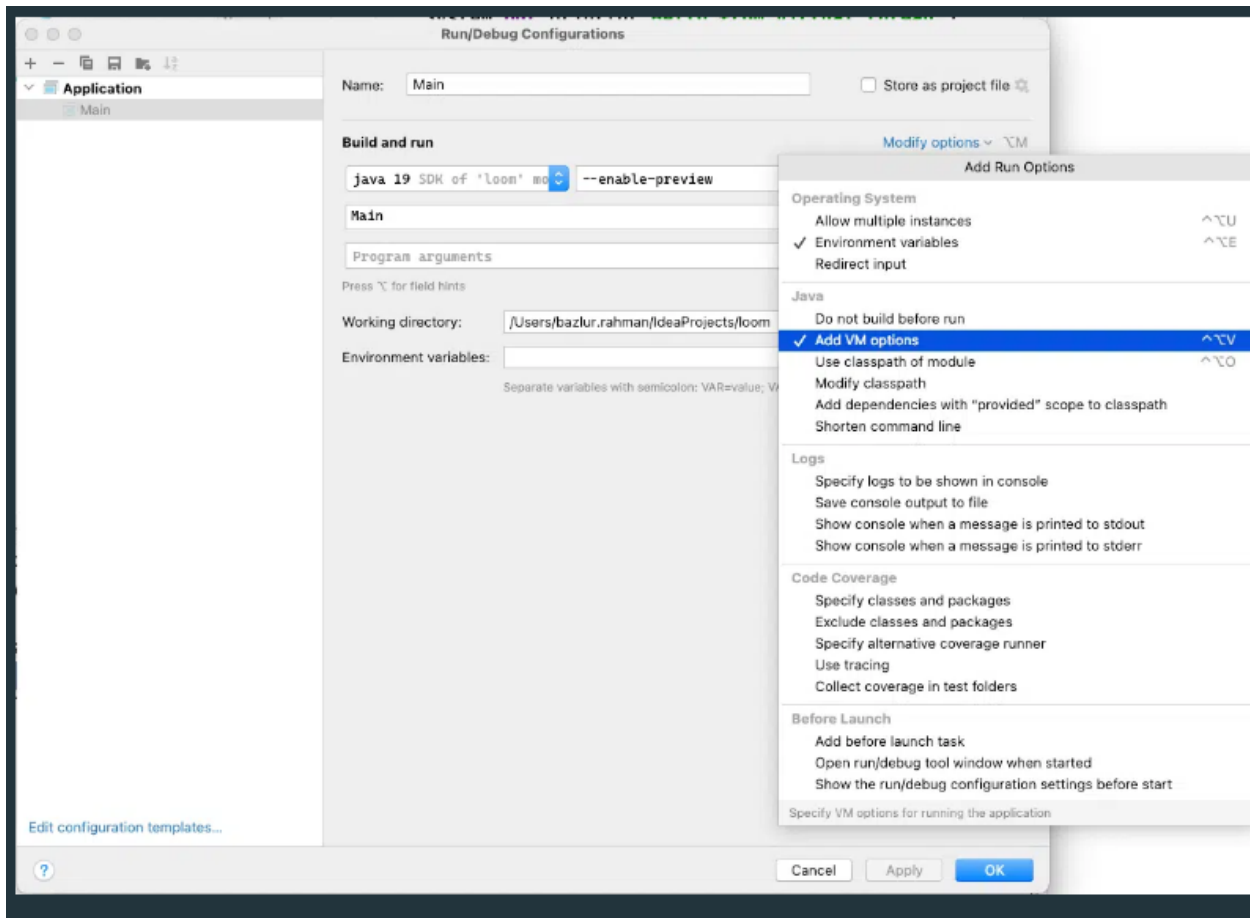 Run/Debug Configurations
Application
Main
Name: Main
Store as project file
Build and run
Modify options ⌥M
java 19 SDK of 'loom' mo
--enable-preview
Main
Program arguments
Press ⌥ for field hints
Working directory: /Users/bazlur.rahman/IdeaProjects/loom
Environment variables:
Separate variables with semicolon: VAR=value;
Edit configuration templates...
?
Cancel
Apply
OK
Add Run Options
Operating System
Allow multiple instances ^⌥U
✓ Environment variables ^⌥E
Redirect input
Java
Do not build before run
✓ Add VM options ^⌥V
Use classpath of module ^⌥O
Modify classpath
Add dependencies with "provided" scope to classpath
Shorten command line
Logs
Specify logs to be shown in console
Save console output to file
Show console when a message is printed to stdout
Show console when a message is printed to stderr
Code Coverage
Specify classes and packages
Exclude classes and packages
Specify alternative coverage runner
Use tracing
Collect coverage in test folders
Before Launch
Add before launch task
Open run/debug tool window when started
Show the run/debug configuration settings before start
Specify VM options for running the application